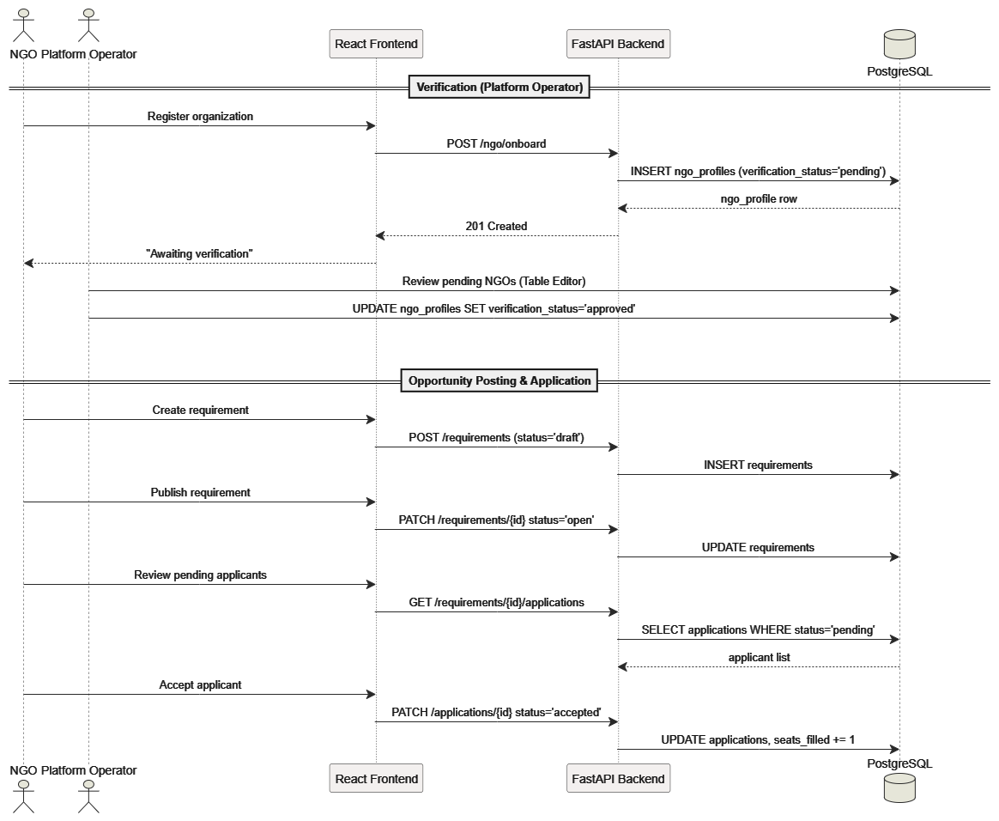 NGO Platform Operator
React Frontend
FastAPI Backend
PostgreSQL
Verification (Platform Operator)
Register organization
POST /ngo/onboard
INSERT ngo_profiles (verification_status='pending')
ngo_profile row
201 Created
"Awaiting verification"
Review pending NGOs (Table Editor)
UPDATE ngo_profiles SET verification_status='approved'
Opportunity Posting & Application
Create requirement
POST /requirements (status='draft')
INSERT requirements
Publish requirement
PATCH /requirements/{id} status='open'
UPDATE requirements
Review pending applicants
GET /requirements/{id}/applications
SELECT applications WHERE status='pending'
applicant list
Accept applicant
PATCH /applications/{id} status='accepted'
UPDATE applications, seats_filled += 1
NGO Platform Operator
React Frontend
FastAPI Backend
PostgreSQL